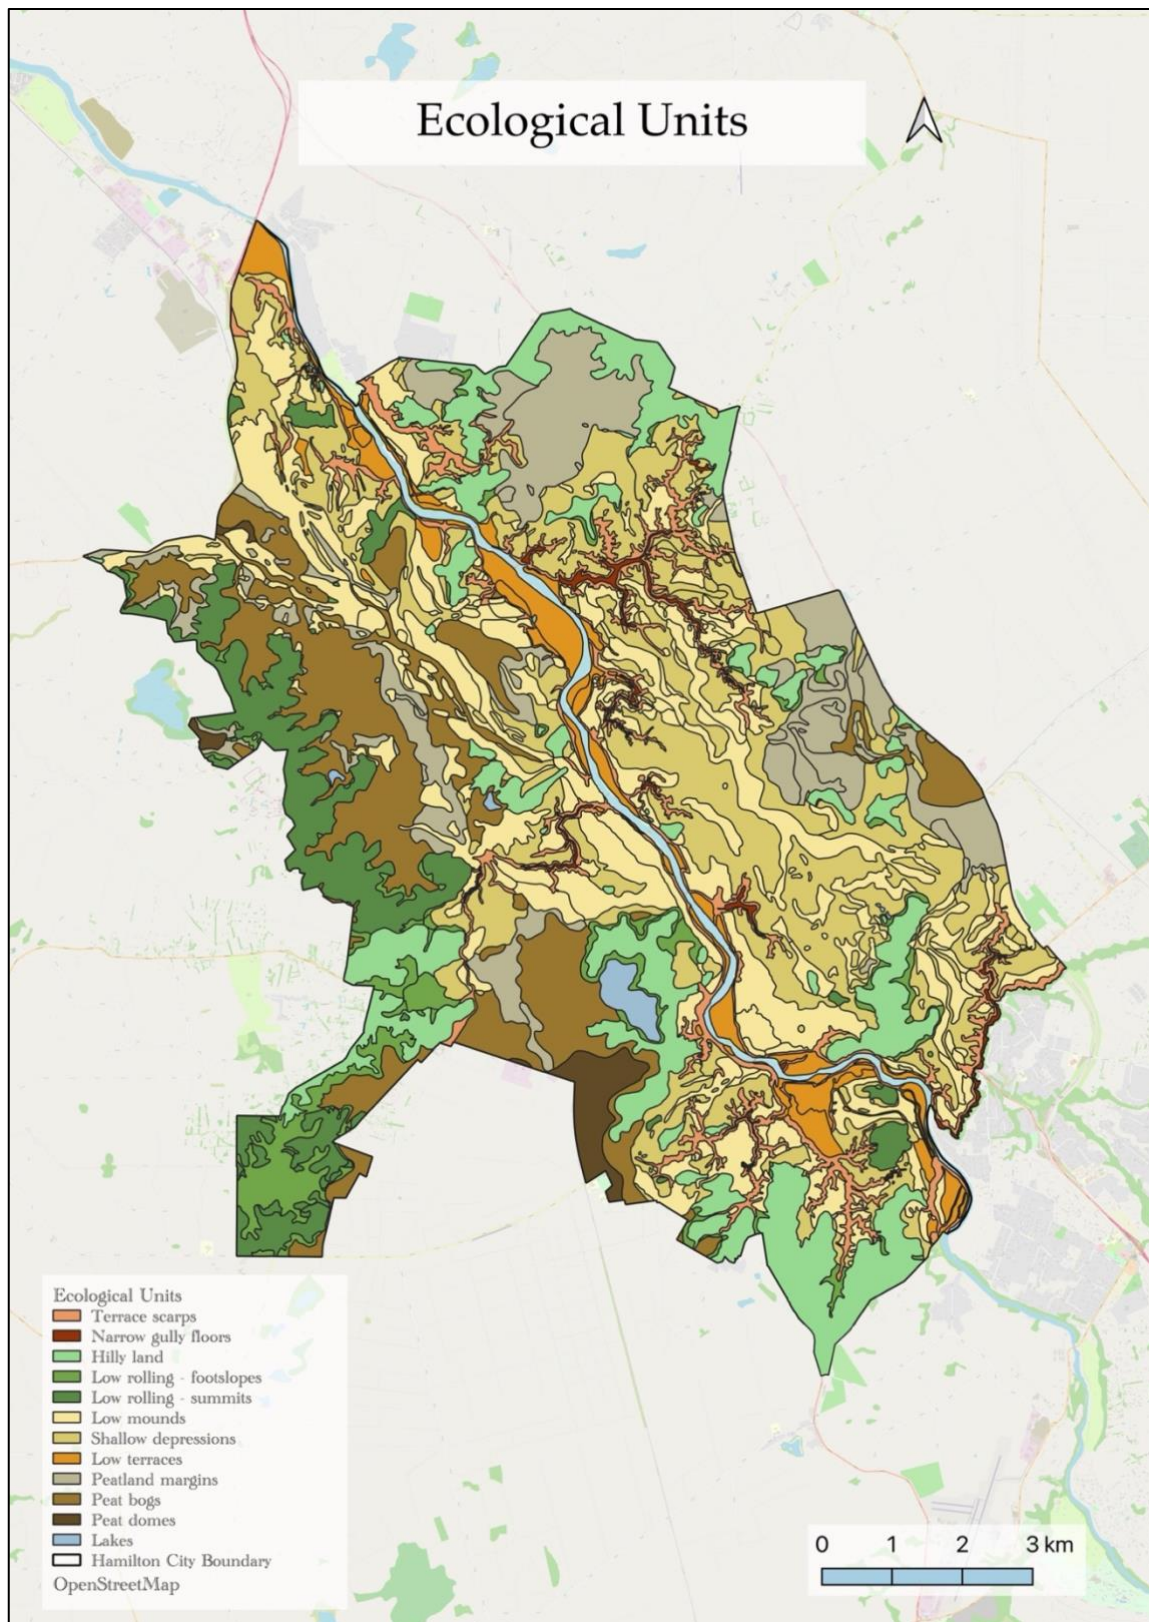 Ecological Units
Ecological Units
Terrace scarps
Narrow gully floors
Hilly land
Low rolling - footslopes
Low rolling - summits
Low mounds
Shallow depressions
Low terraces
Peatland margins
Peat bogs
Peat domes
Lakes
Hamilton City Boundary
OpenStreetMap
0 1 2 3 km